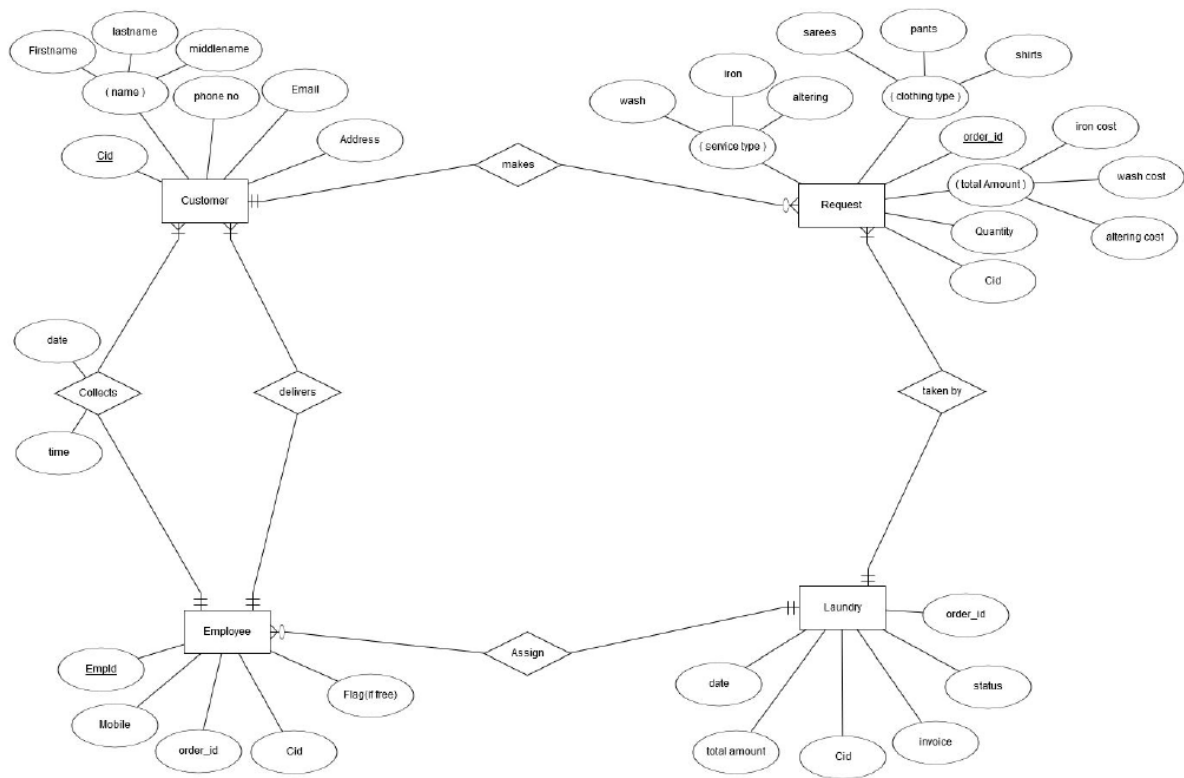 lastname
Firstname
middlename
( name )
phone no
Email
Address
Cid
Customer
makes
sarees
pants
shirts
( clothing type )
iron
wash
altering
( service type )
order_id
iron cost
( total Amount )
wash cost
altering cost
Request
Quantity
Cid
date
Collects
time
delivers
taken by
Employee
EmpId
Mobile
order_id
Cid
Flag(if free)
Assign
Laundry
order_id
date
status
total amount
Cid
invoice